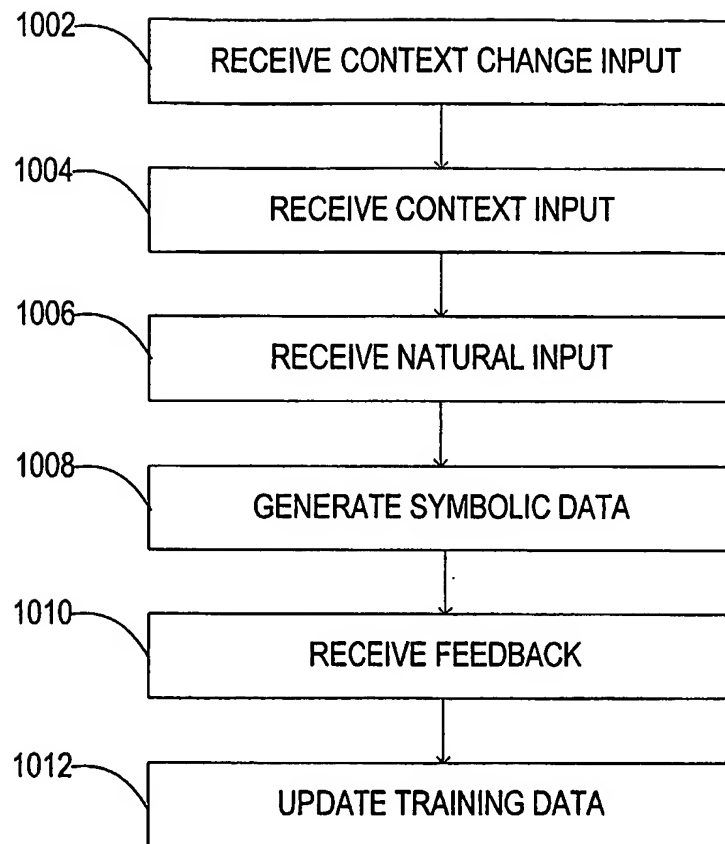 1002
RECEIVE CONTEXT CHANGE INPUT
1004
RECEIVE CONTEXT INPUT
1006
RECEIVE NATURAL INPUT
1008
GENERATE SYMBOLIC DATA
1010
RECEIVE FEEDBACK
1012
UPDATE TRAINING DATA